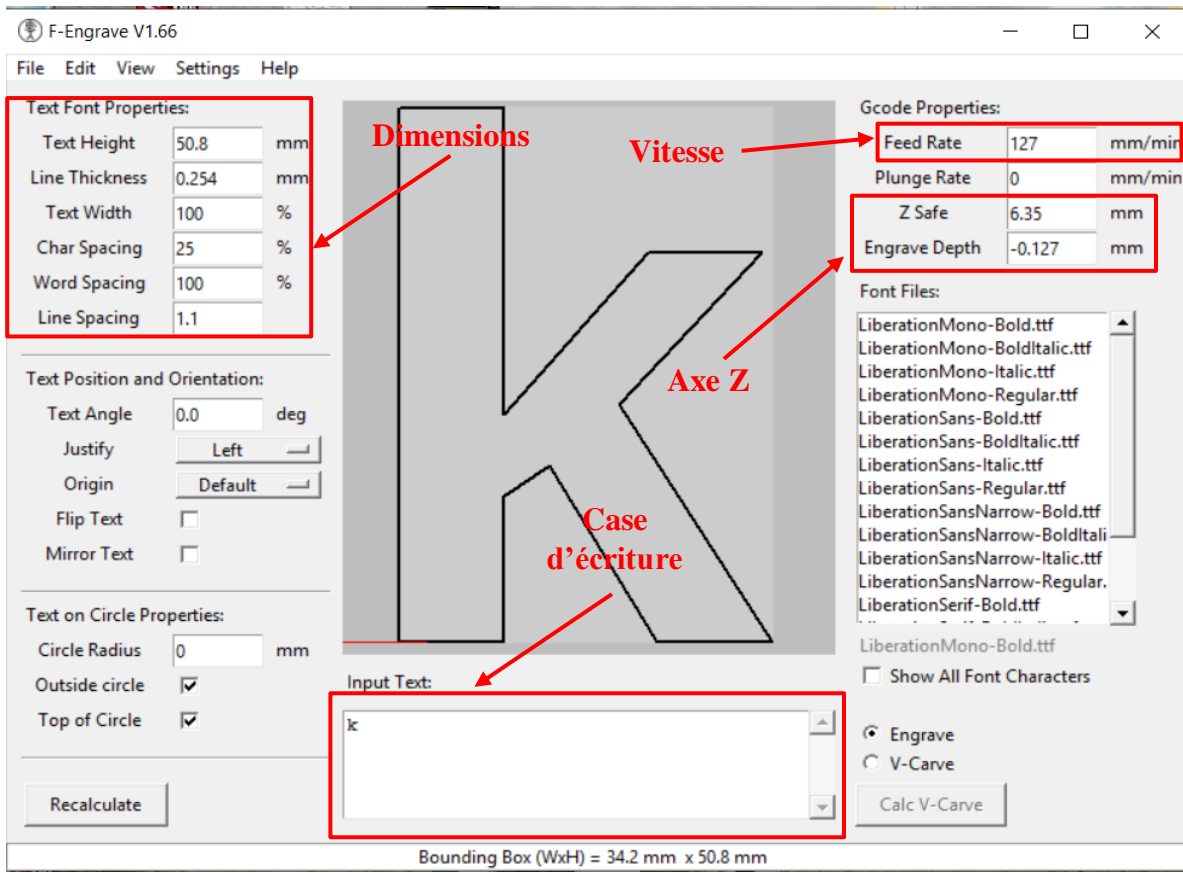 F-Engrave V1.66
File Edit View Settings Help
Text Font Properties:
Text Height 50.8 mm
Line Thickness 0.254 mm
Text Width 100 %
Char Spacing 25 %
Word Spacing 100 %
Line Spacing 1.1
Text Position and Orientation:
Text Angle 0.0 deg
Justify Left
Origin Default
Flip Text
Mirror Text
Text on Circle Properties:
Circle Radius 0 mm
Outside circle
Top of Circle
Recalculate
Dimensions
Vitesse
Axe Z
Case
d'écriture
Input Text:
k
Gcode Properties:
Feed Rate 127 mm/min
Plunge Rate 0 mm/min
Z Safe 6.35 mm
Engrave Depth -0.127 mm
Font Files:
LiberationMono-Bold.ttf
LiberationMono-BoldItalic.ttf
LiberationMono-Italic.ttf
LiberationMono-Regular.ttf
LiberationSans-Bold.ttf
LiberationSans-BoldItalic.ttf
LiberationSans-Italic.ttf
LiberationSans-Regular.ttf
LiberationSansNarrow-Bold.ttf
LiberationSansNarrow-BoldItali
LiberationSansNarrow-Italic.ttf
LiberationSansNarrow-Regular.
LiberationSerif-Bold.ttf
LiberationMono-Bold.ttf
Show All Font Characters
Engrave
V-Carve
Calc V-Carve
Bounding Box (WxH) = 34.2 mm x 50.8 mm